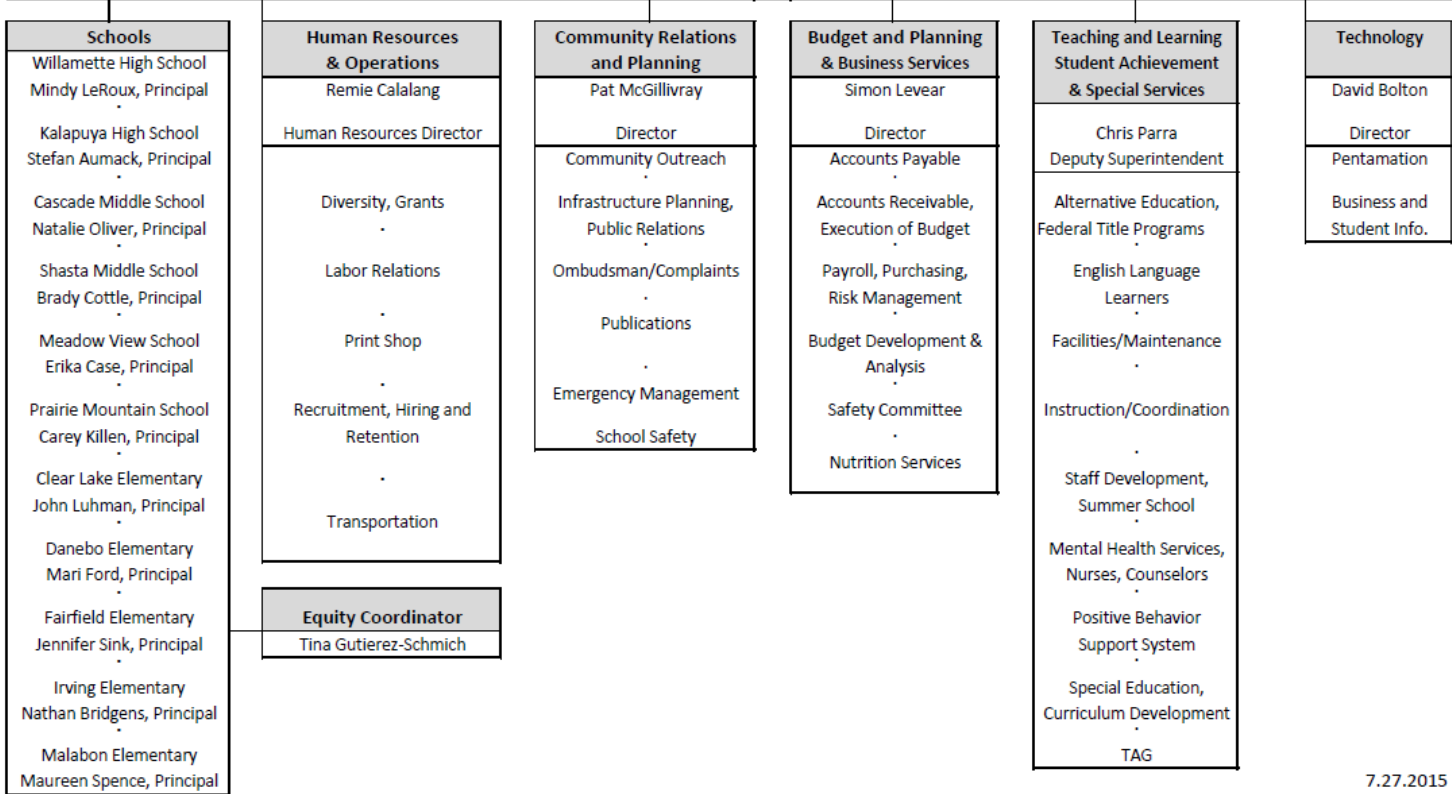 Schools
Willamette High School
Mindy LeRoux, Principal
.
Kalapuya High School
Stefan Aumack, Principal
.
Cascade Middle School
Natalie Oliver, Principal
.
Shasta Middle School
Brady Cottle, Principal
.
Meadow View School
Erika Case, Principal
.
Prairie Mountain School
Carey Killen, Principal
.
Clear Lake Elementary
John Luhman, Principal
.
Danebo Elementary
Mari Ford, Principal
.
Fairfield Elementary
Jennifer Sink, Principal
.
Irving Elementary
Nathan Bridgens, Principal
.
Malabon Elementary
Maureen Spence, Principal
Human Resources
& Operations
Remie Calalang
Human Resources Director
Diversity, Grants
.
Labor Relations
.
Print Shop
.
Recruitment, Hiring and
Retention
.
Transportation
Equity Coordinator
Tina Gutierez-Schmich
Community Relations
and Planning
Pat McGillivray
Director
Community Outreach
.
Infrastructure Planning,
Public Relations
.
Ombudsman/Complaints
.
Publications
.
Emergency Management
School Safety
Budget and Planning
& Business Services
Simon Levear
Director
Accounts Payable
.
Accounts Receivable,
Execution of Budget
.
Payroll, Purchasing,
Risk Management
.
Budget Development &
Analysis
.
Safety Committee
.
Nutrition Services
Teaching and Learning
Student Achievement
& Special Services
Chris Parra
Deputy Superintendent
Alternative Education,
Federal Title Programs
.
English Language
Learners
.
Facilities/Maintenance
.
Instruction/Coordination
.
Staff Development,
Summer School
.
Mental Health Services,
Nurses, Counselors
.
Positive Behavior
Support System
.
Special Education,
Curriculum Development
.
TAG
Technology
David Bolton
Director
Pentamation
Business and
Student Info.
7.27.2015